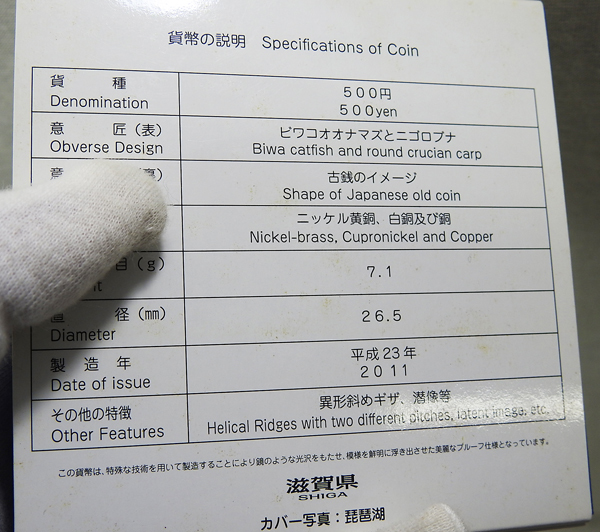 貨幣の説明 Specifications of Coin
貨 種
Denomination
500円
500yen
意 匠（表）
Obverse Design
ビワコオオナマズとニゴロブナ
Biwa catfish and round crucian carp
古銭のイメージ
Shape of Japanese old coin
ニッケル黄銅、白銅及び銅
Nickel-brass, Cupronickel and Copper
（g）
7.1
径（㎜）
Diameter
26.5
製 造 年
Date of issue
平成23年
2011
その他の特徴
Other Features
異形斜めギザ、潜像等
Helical Ridges with two different pitches, latent image, etc.
この貨幣は、特殊な技術を用いて製造することにより鏡のような光沢をもたせ、模様を鮮明に浮き出させた美麗なプルーフ仕様となっています。
滋賀県
SHIGA
カバー写真：琵琶湖